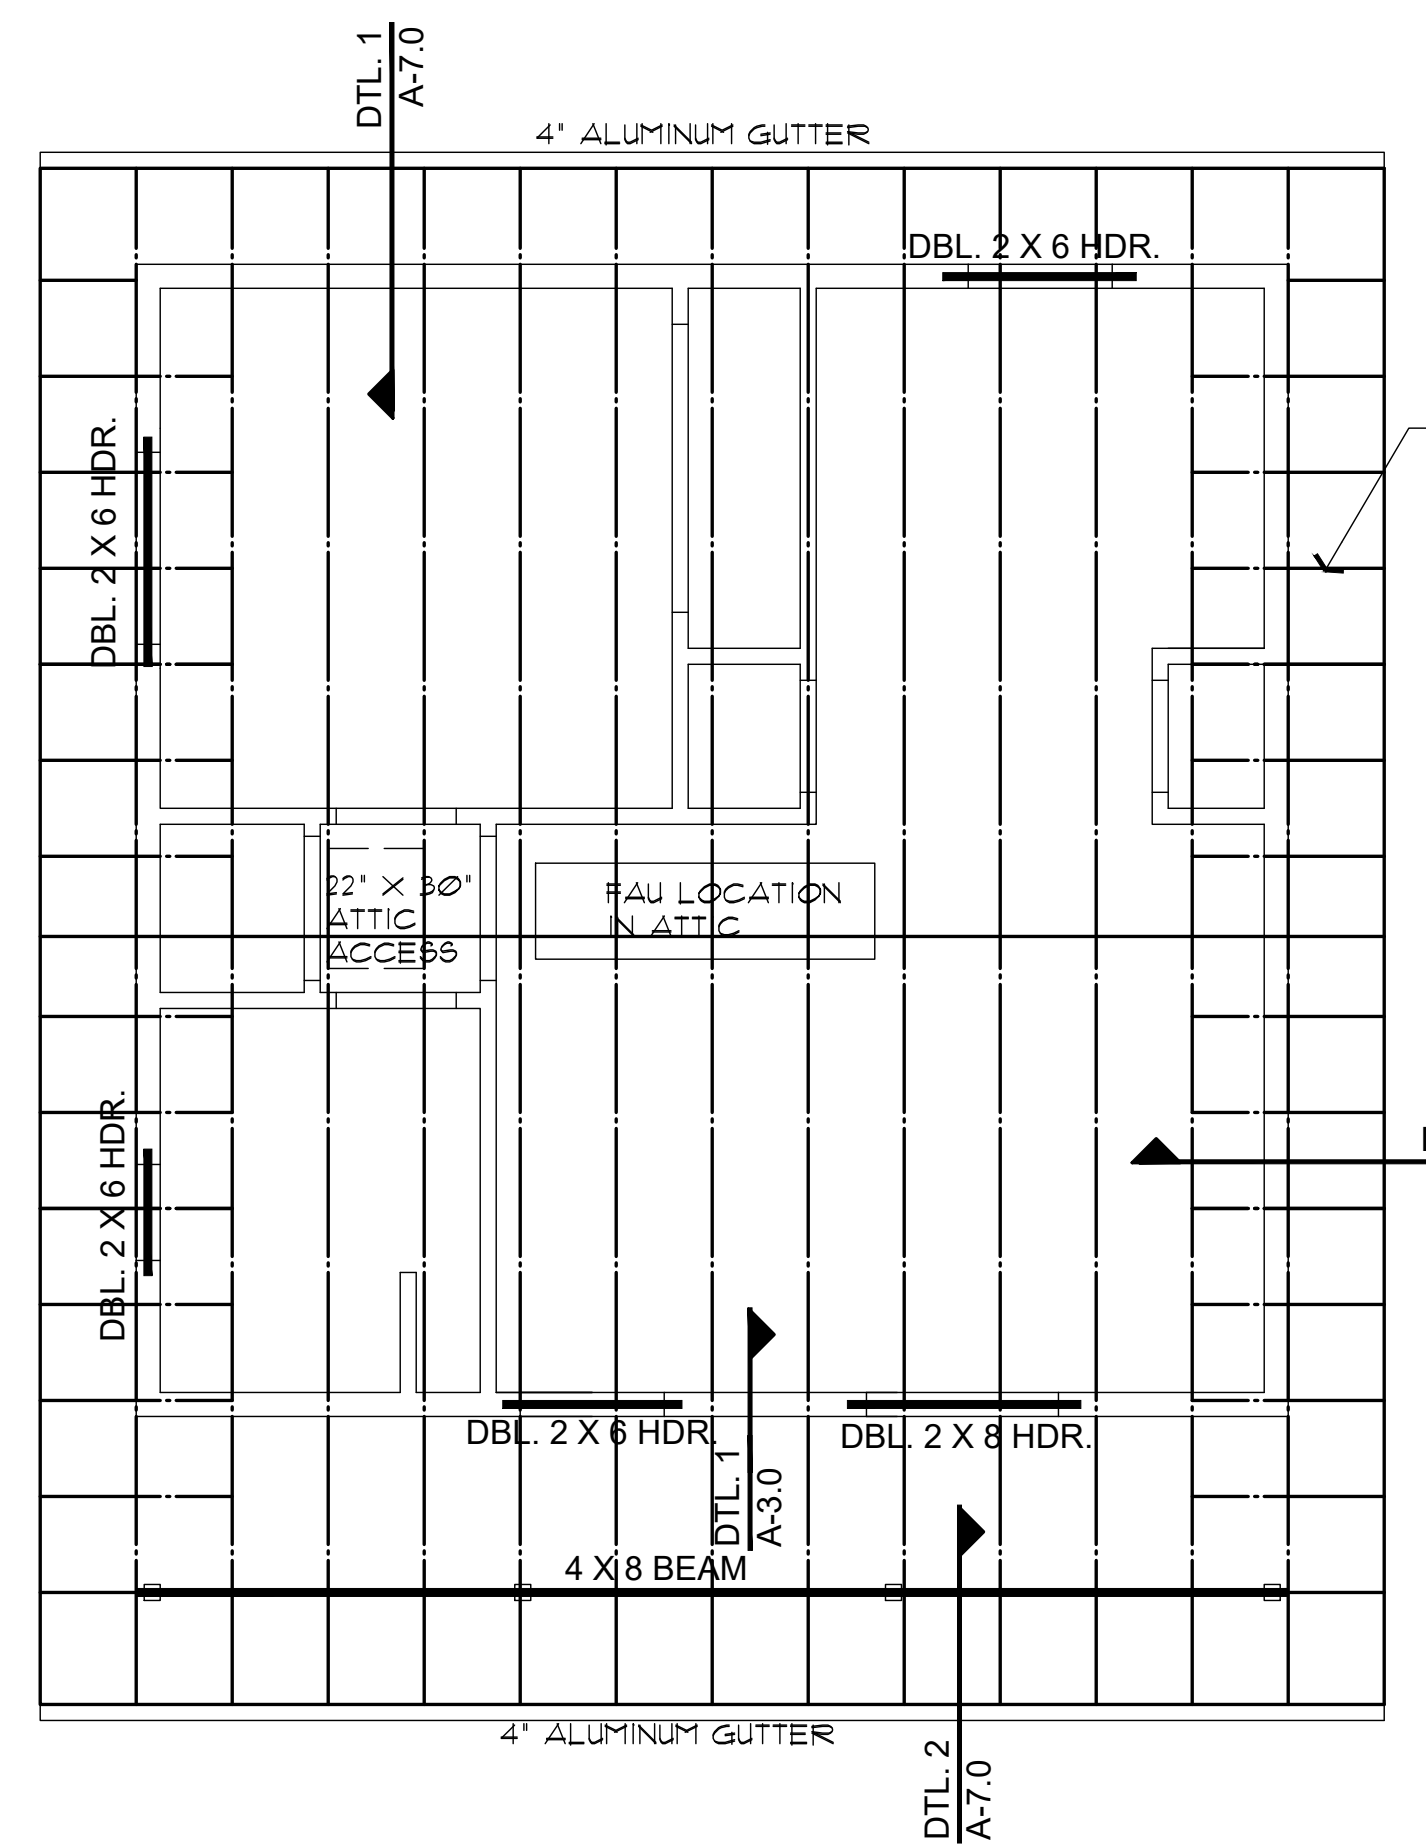 DTL. 1
A-7.0
4" ALUMINUM GUTTER
DBL. 2 X 6 HDR.
DBL. 2 X 6 HDR.
22" X 30"
ATTIC
ACCESS
FAU LOCATION
IN ATTIC
DBL. 2 X 6 HDR.
DBL. 2 X 6 HDR.
DBL. 2 X 8 HDR.
DTL. 1
A-3.0
4 X 8 BEAM
4" ALUMINUM GUTTER
DTL. 2
A-7.0